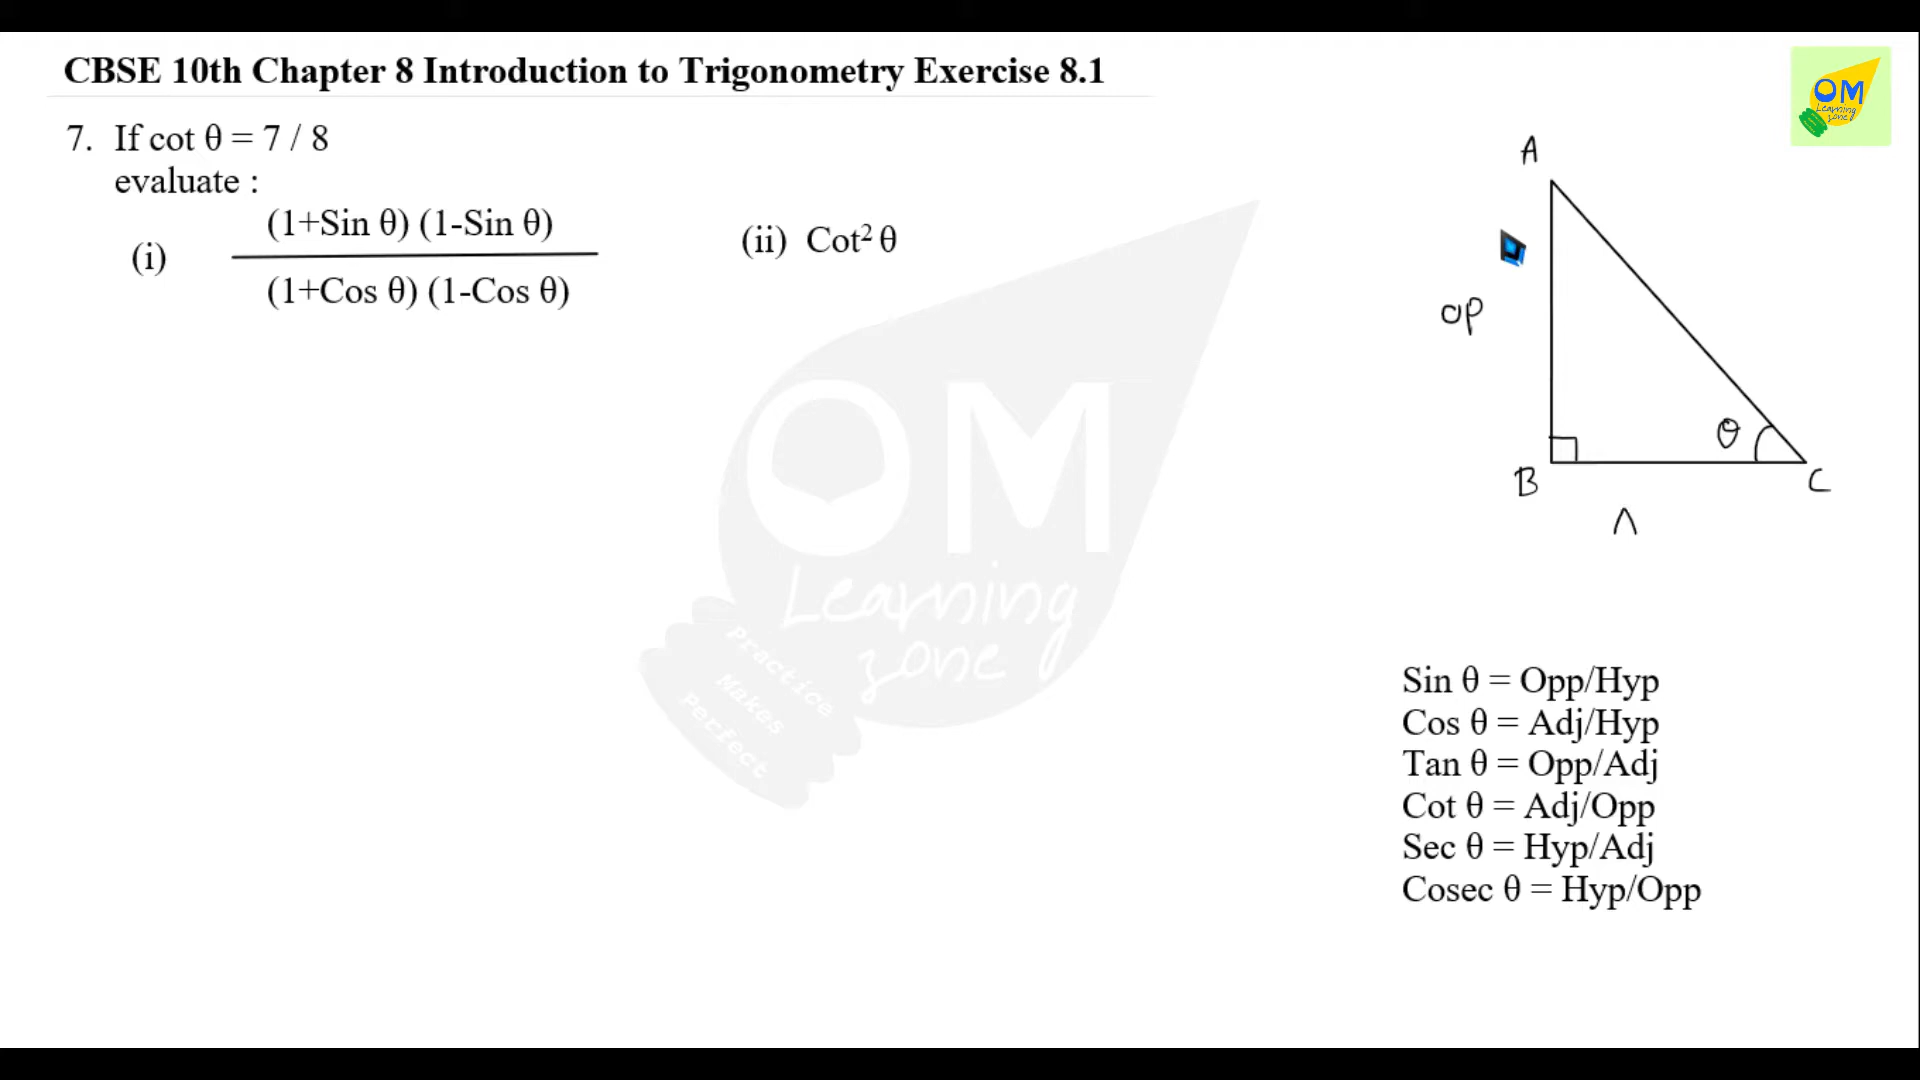 CBSE 10th Chapter 8 Introduction to Trigonometry Exercise 8.1
OM
Learning
zone
7. If cot θ = 7 / 8
evaluate :
(i) (1+Sin θ) (1-Sin θ)
(1+Cos θ) (1-Cos θ)
(ii) Cot² θ
A
OP
θ
B
C
Λ
OM
Learning
zone
Practice
Makes
Perfect
Sin θ = Opp/Hyp
Cos θ = Adj/Hyp
Tan θ = Opp/Adj
Cot θ = Adj/Opp
Sec θ = Hyp/Adj
Cosec θ = Hyp/Opp